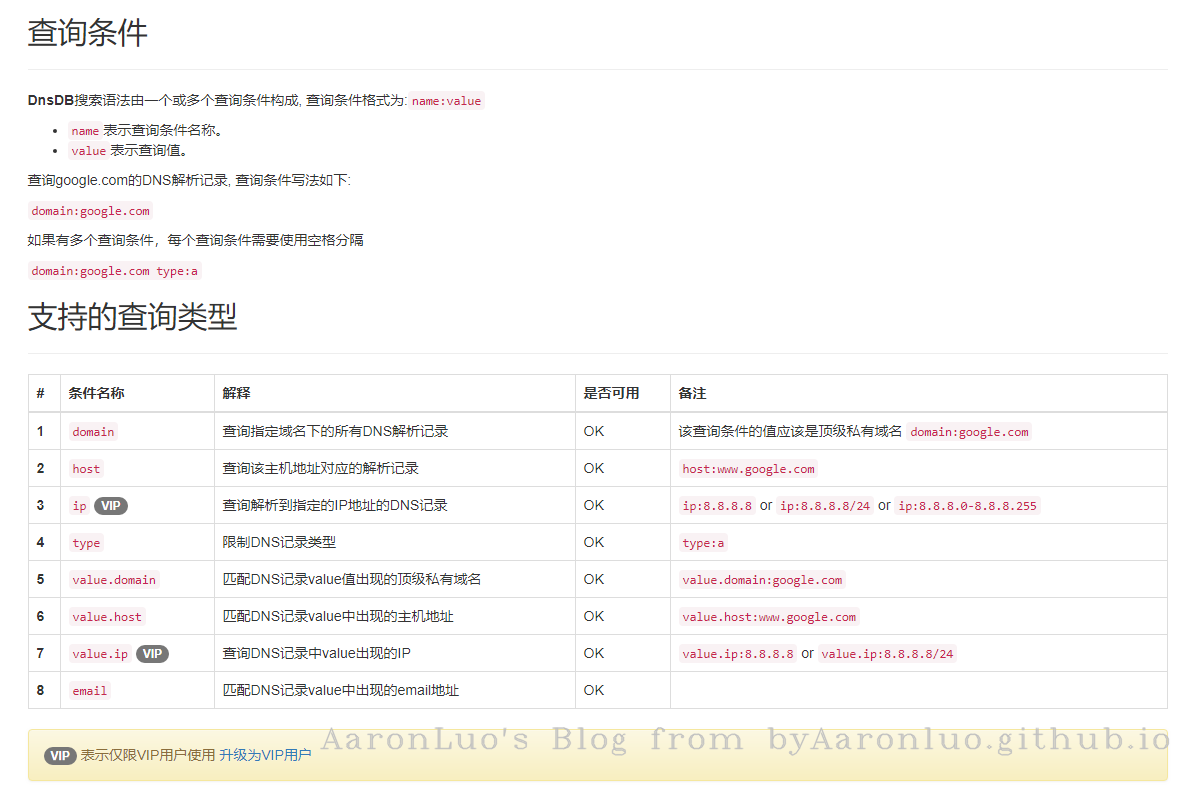 查询条件
DnsDB搜索语法由一个或多个查询条件构成, 查询条件格式为: name:value
name 表示查询条件名称。
value 表示查询值。
查询google.com的DNS解析记录, 查询条件写法如下:
domain:google.com
如果有多个查询条件，每个查询条件需要使用空格分隔
domain:google.com type:a
支持的查询类型
# 条件名称 解释 是否可用 备注
1 domain 查询指定域名下的所有DNS解析记录 OK 该查询条件的值应该是顶级私有域名 domain:google.com
2 host 查询该主机地址对应的解析记录 OK host:www.google.com
3 ip VIP 查询解析到指定的IP地址的DNS记录 OK ip:8.8.8.8 or ip:8.8.8.8/24 or ip:8.8.8.0-8.8.8.255
4 type 限制DNS记录类型 OK type:a
5 value.domain 匹配DNS记录value值出现的顶级私有域名 OK value.domain:google.com
6 value.host 匹配DNS记录value中出现的主机地址 OK value.host:www.google.com
7 value.ip VIP 查询DNS记录中value出现的IP OK value.ip:8.8.8.8 or value.ip:8.8.8.8/24
8 email 匹配DNS记录value中出现的email地址 OK
VIP 表示仅限VIP用户使用 升级为VIP用户
AaronLuo's Blog from byAaronluo.github.io